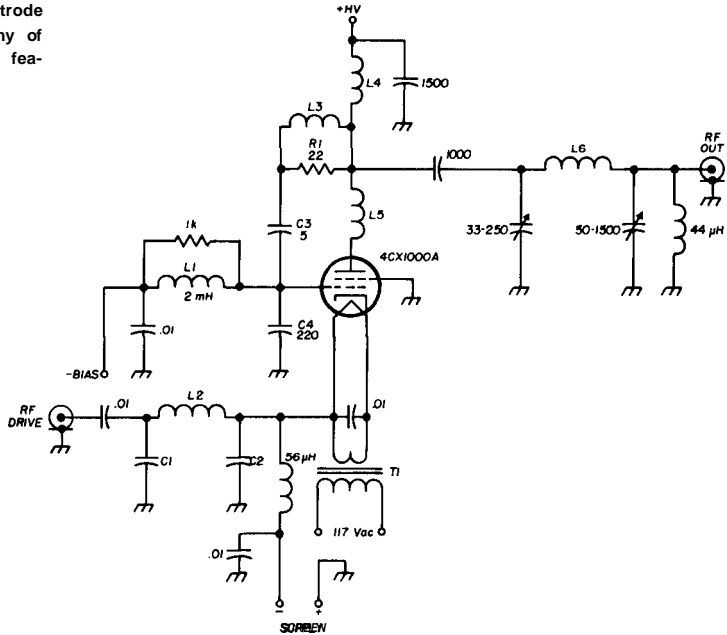 trode
ny of
fea-
+HV
L4
1500
L3
R1
22
1000
L6
RF
OUT
L5
C3
5
33-250
50-1500
44 µH
1k
4CX1000A
L1
2 mH
C4
220
.01
-BIAS
RF
DRIVE
.01
L2
.01
C1
C2
56µH
T1
117 Vac
.01
- +